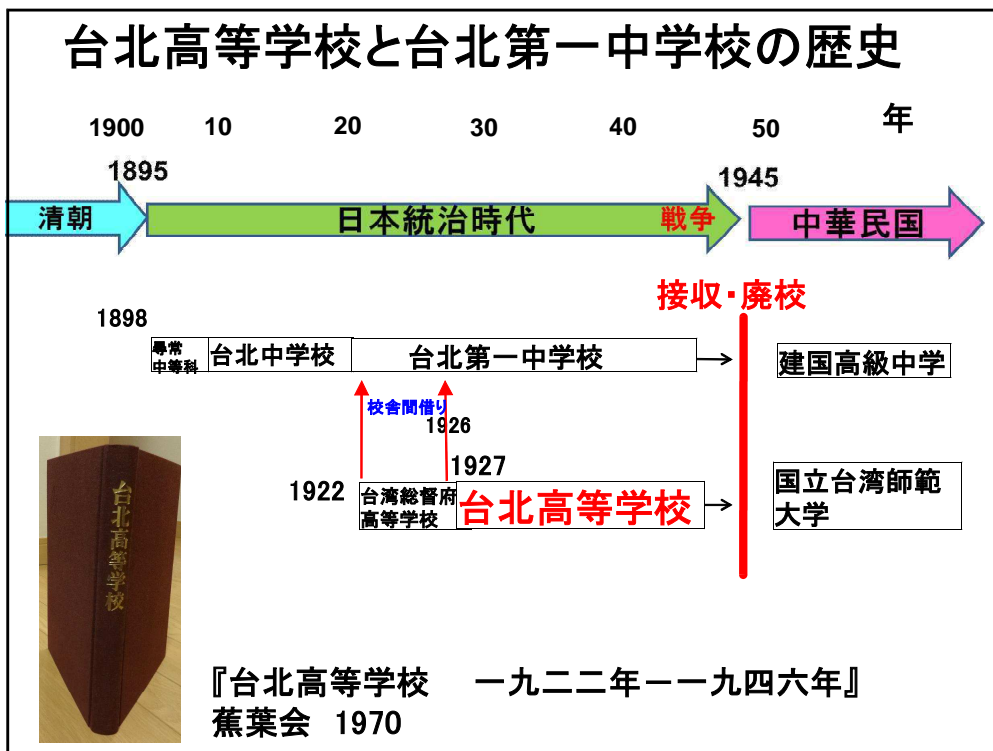 台北高等学校と台北第一中学校の歴史
1900 10 20 30 40 50 年
1895
1945
清朝
日本統治時代
戦争
中華民国
接収・廃校
1898
尋常
中等科
台北中学校
台北第一中学校
建国高級中学
校舎間借り
1926
1927
1922
台湾総督府
高等学校
台北高等学校
国立台湾師範
大学
台北高等学校
『台北高等学校 一九二二年－一九四六年』
蕉葉会 1970